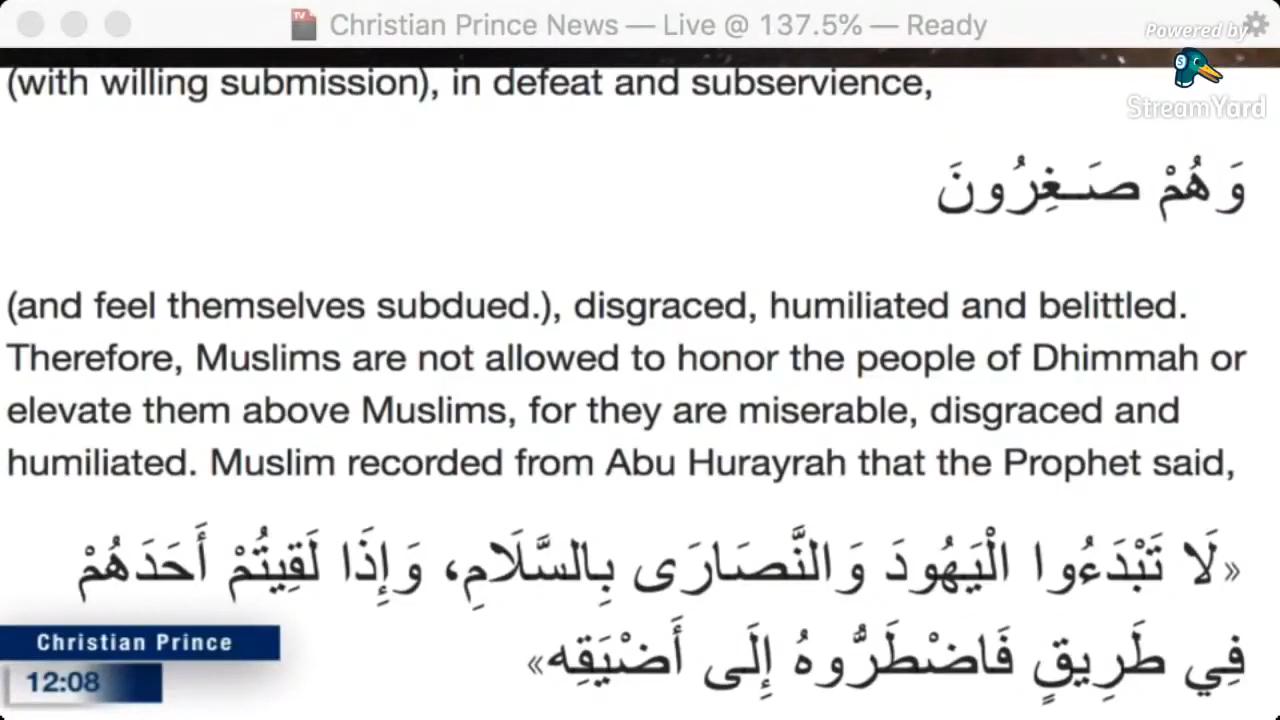 Christian Prince News — Live @ 137.5% — Ready
Powered by
StreamYard
(with willing submission), in defeat and subservience,
وَهُمْ صَـغِرُونَ
(and feel themselves subdued.), disgraced, humiliated and belittled.
Therefore, Muslims are not allowed to honor the people of Dhimmah or
elevate them above Muslims, for they are miserable, disgraced and
humiliated. Muslim recorded from Abu Hurayrah that the Prophet said,
«لَا تَبْدَءُوا الْيَهُودَ وَالنَّصَارَى بِالسَّلَامِ، وَإِذَا لَقِيتُمْ أَحَدَهُمْ
فِي طَرِيقٍ فَاضْطَرُّوهُ إِلَى أَضْيَقِه»
Christian Prince
12:08